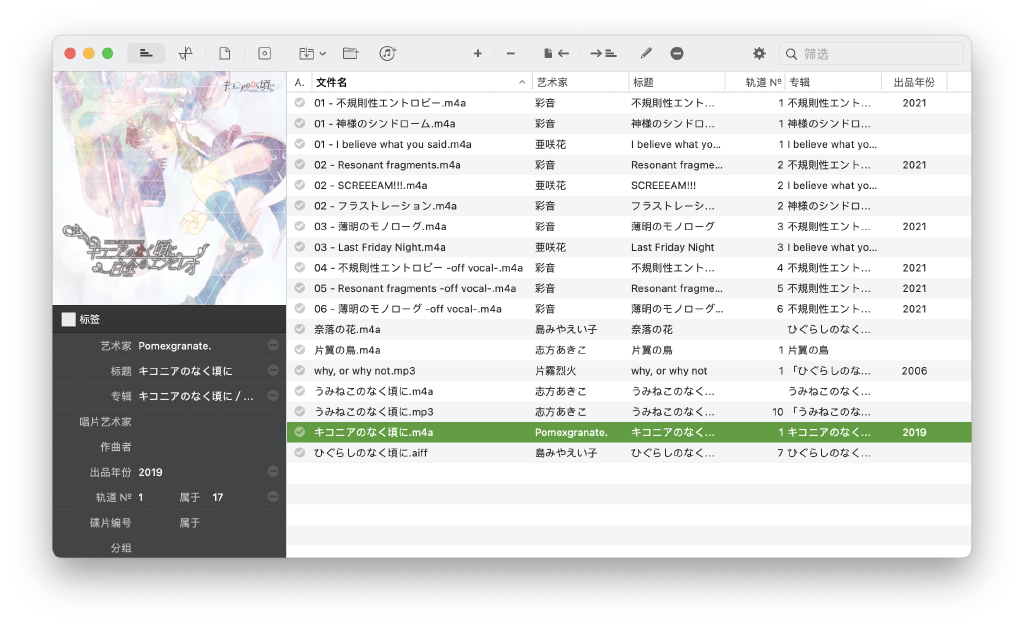 筛选
キコニアのなく頃に
キコニアのなく頃に
A. 文件名 艺术家 标题 轨道 Nº 专辑 出品年份
01 - 不規則性エントロピー.m4a 彩音 不規則性エント... 1 不規則性エント... 2021
01 - 神様のシンドローム.m4a 彩音 神様のシンドロ... 1 神様のシンドロ...
01 - I believe what you said.m4a 亜咲花 I believe what yo... 1 I believe what yo...
02 - Resonant fragments.m4a 彩音 Resonant fragme... 2 不規則性エント... 2021
02 - SCREEEAM!!!.m4a 亜咲花 SCREEEAM!!! 2 I believe what yo...
02 - フラストレーション.m4a 彩音 フラストレーシ... 2 神様のシンドロ...
03 - 薄明のモノローグ.m4a 彩音 薄明のモノローグ 3 不規則性エント... 2021
03 - Last Friday Night.m4a 亜咲花 Last Friday Night 3 I believe what yo...
04 - 不規則性エントロピー -off vocal-.m4a 彩音 不規則性エント... 4 不規則性エント... 2021
05 - Resonant fragments -off vocal-.m4a 彩音 Resonant fragme... 5 不規則性エント... 2021
06 - 薄明のモノローグ -off vocal-.m4a 彩音 薄明のモノローグ... 6 不規則性エント... 2021
奈落の花.m4a 島みやえい子 奈落の花 ひぐらしのなく...
片翼の鳥.m4a 志方あきこ 片翼の鳥 1 片翼の鳥
why, or why not.mp3 片霧烈火 why, or why not 1 「ひぐらしのな... 2006
うみねこのなく頃に.m4a 志方あきこ うみねこのなく... うみねこのなく...
うみねこのなく頃に.mp3 志方あきこ うみねこのなく... 10 「うみねこのな...
キコニアのなく頃に.m4a Pomexgranate. キコニアのなく... 1 キコニアのなく... 2019
ひぐらしのなく頃に.aiff 島みやえい子 ひぐらしのなく... 7 ひぐらしのなく...
标签
艺术家 Pomexgranate.
标题 キコニアのなく頃に
专辑 キコニアのなく頃に / ...
唱片艺术家
作曲者
出品年份 2019
轨道 Nº 1 属于 17
碟片编号 属于
分组